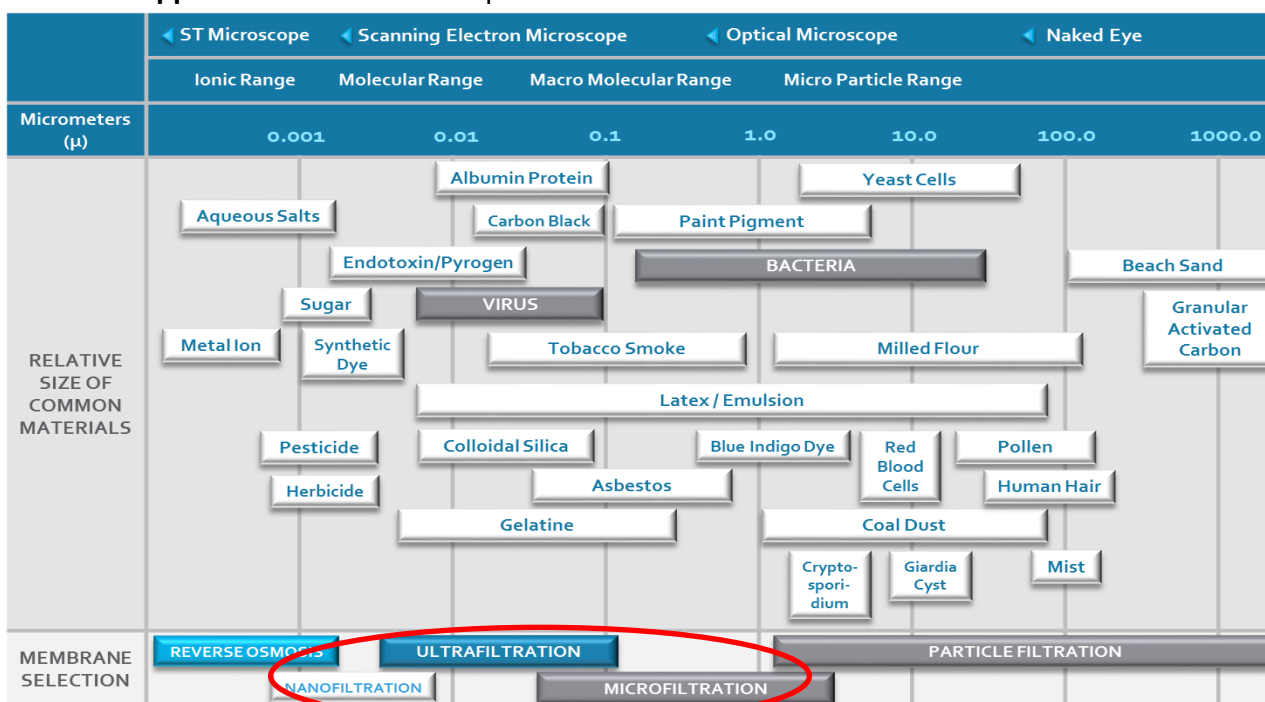 ST Microscope Scanning Electron Microscope Optical Microscope Naked Eye
Ionic Range Molecular Range Macro Molecular Range Micro Particle Range
Micrometers
(µ)
0.001 0.01 0.1 1.0 10.0 100.0 1000.0
RELATIVE
SIZE OF
COMMON
MATERIALS
Albumin Protein
Yeast Cells
Aqueous Salts
Carbon Black
Paint Pigment
Endotoxin/Pyrogen
BACTERIA
Beach Sand
Sugar
VIRUS
Granular
Activated
Carbon
Metal Ion
Synthetic
Dye
Tobacco Smoke
Milled Flour
Latex / Emulsion
Pesticide
Colloidal Silica
Blue Indigo Dye
Red
Blood
Cells
Pollen
Herbicide
Asbestos
Human Hair
Gelatine
Coal Dust
Crypto-
spori-
dium
Giardia
Cyst
Mist
MEMBRANE
SELECTION
REVERSE OSMOSIS
ULTRAFILTRATION
PARTICLE FILTRATION
NANOFILTRATION
MICROFILTRATION